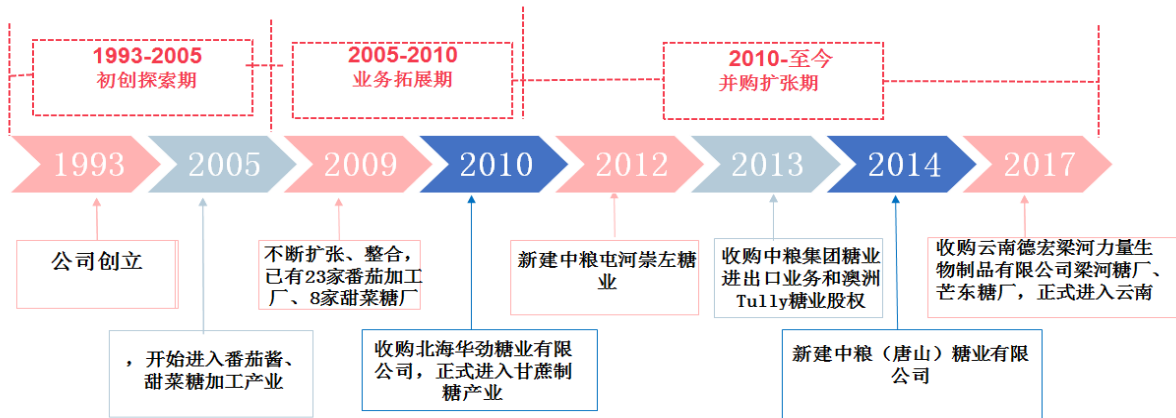 1993-2005
初创探索期
2005-2010
业务拓展期
2010-至今
并购扩张期
1993
2005
2009
2010
2012
2013
2014
2017
公司创立
，开始进入番茄酱、
甜菜糖加工产业
不断扩张、整合，
已有23家番茄加工
厂、8家甜菜糖厂
收购北海华劲糖业有限
公司，正式进入甘蔗制
糖产业
新建中粮屯河崇左糖
业
收购中粮集团糖业
进出口业务和澳洲
Tully糖业股权
新建中粮（唐山）糖业有限
公司
收购云南德宏梁河力量生
物制品有限公司梁河糖厂、
芒东糖厂，正式进入云南